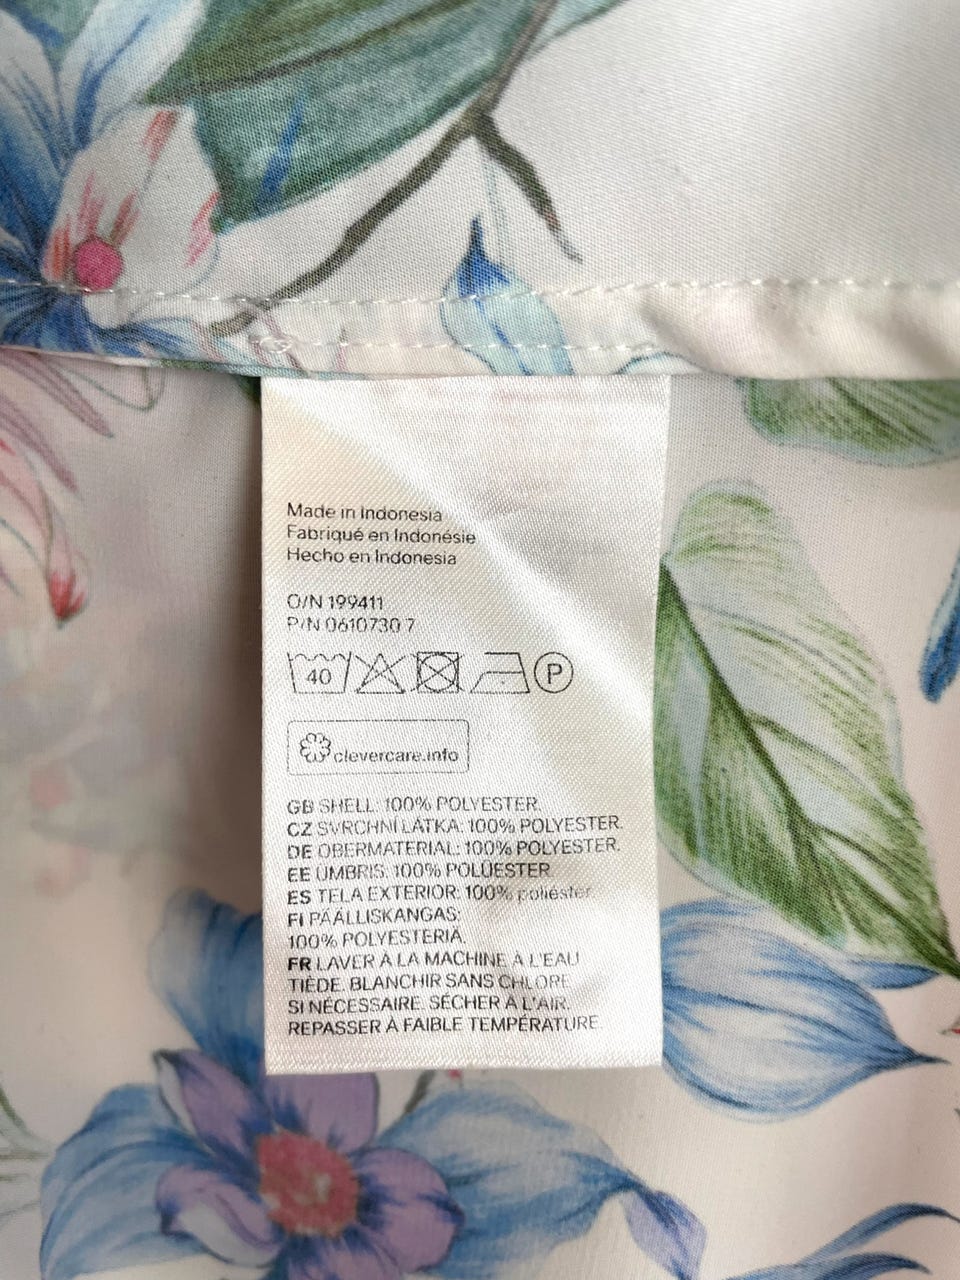 Made in Indonesia
Fabriqué en Indonésie
Hecho en Indonesia
O/N 199411
P/N 0610730 7
40 P
clevercare.info
GB SHELL: 100% POLYESTER.
CZ SVRCHNÍ LÁTKA: 100% POLYESTER.
DE OBERMATERIAL: 100% POLYESTER.
EE ÜMBRIS: 100% POLÜESTER
ES TELA EXTERIOR: 100% poliéster
FI PÄÄLLISKANGAS:
100% POLYESTERIÄ.
FR LAVER À LA MACHINE À L'EAU
TIÈDE. BLANCHIR SANS CHLORE
SI NÉCESSAIRE. SÉCHER À L'AIR.
REPASSER À FAIBLE TEMPÉRATURE.